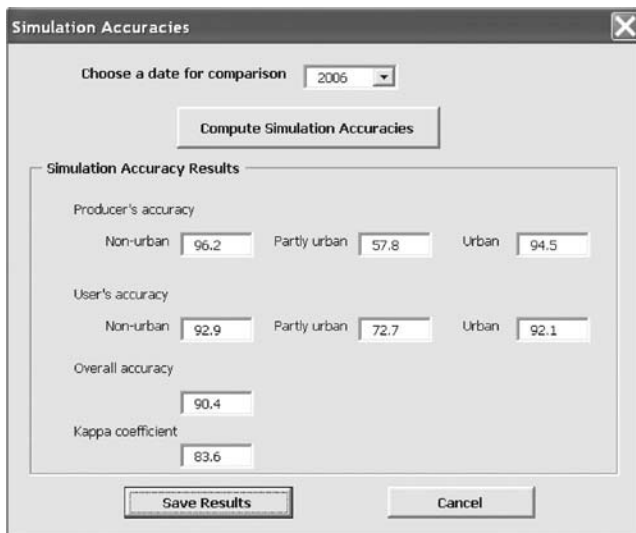 Simulation Accuracies
Choose a date for comparison 2006
Compute Simulation Accuracies
Simulation Accuracy Results
Producer's accuracy
Non-urban 96.2 Partly urban 57.8 Urban 94.5
User's accuracy
Non-urban 92.9 Partly urban 72.7 Urban 92.1
Overall accuracy
90.4
Kappa coefficient
83.6
Save Results Cancel